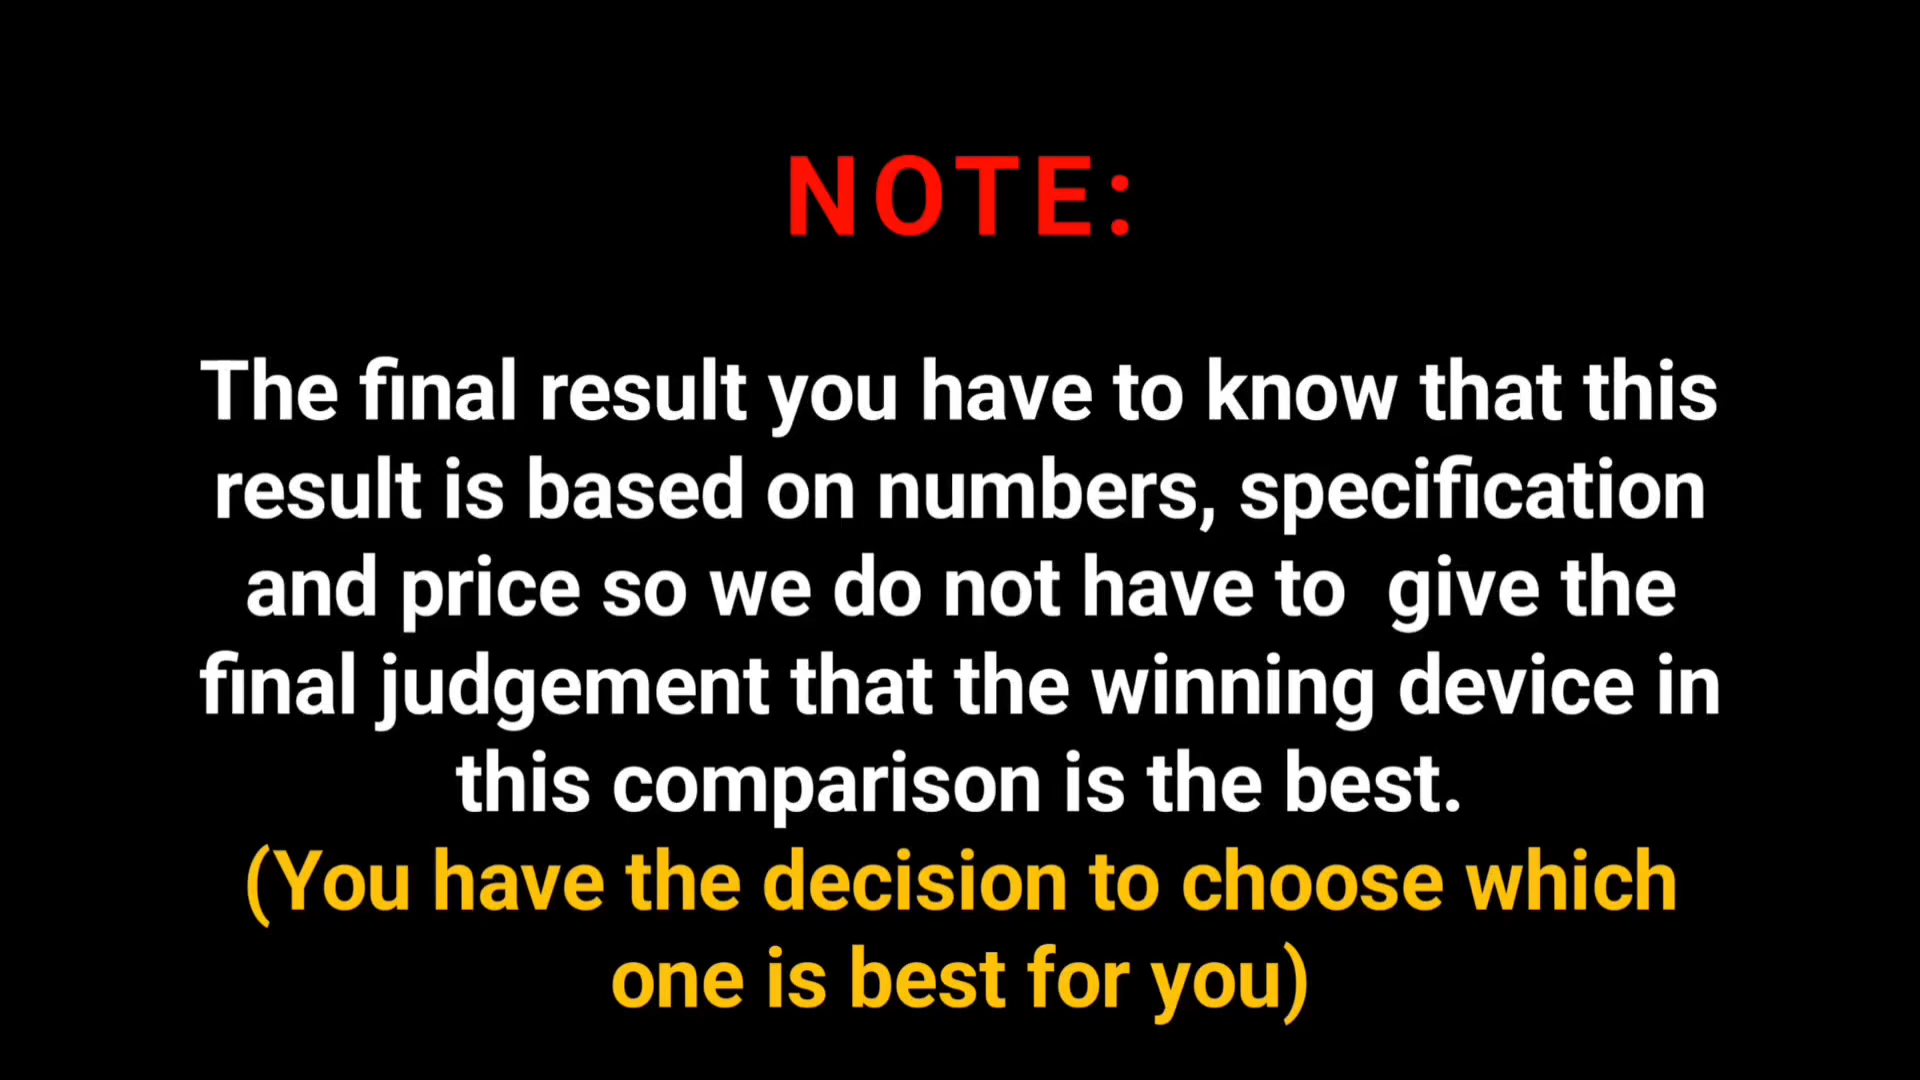 NOTE:
The final result you have to know that this
result is based on numbers, specification
and price so we do not have to  give the
final judgement that the winning device in
this comparison is the best.
(You have the decision to choose which
one is best for you)